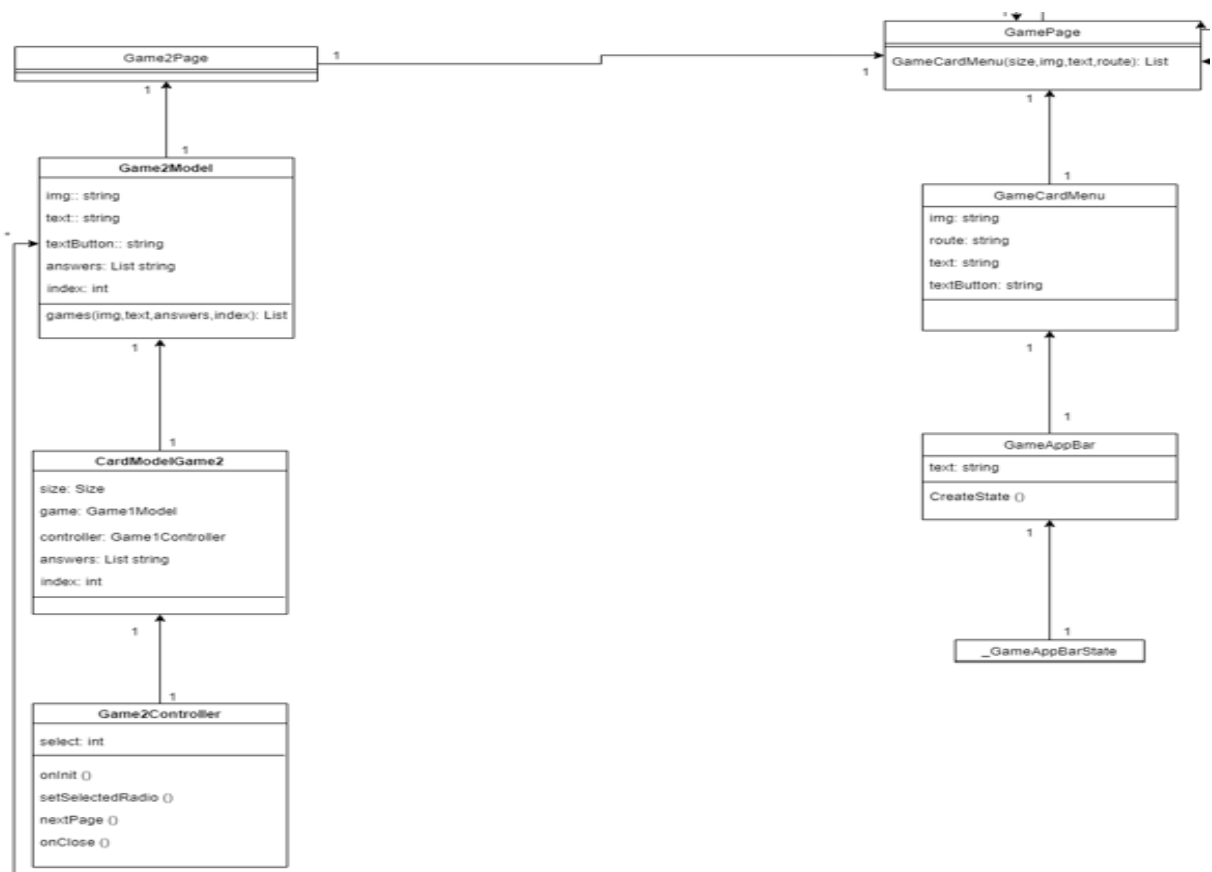 Game2Page
1
1
1
Game2Model
img:: string
text:: string
textButton:: string
answers: List string
index: int
games(img,text,answers,index): List
*
1
1
CardModelGame2
size: Size
game: Game1Model
controller: Game1Controller
answers: List string
index: int
1
1
Game2Controller
select: int
onInit ()
setSelectedRadio ()
nextPage ()
onClose ()
*
GamePage
GameCardMenu(size,img,text,route): List
1
1
1
GameCardMenu
img: string
route: string
text: string
textButton: string
1
1
GameAppBar
text: string
CreateState ()
1
1
_GameAppBarState